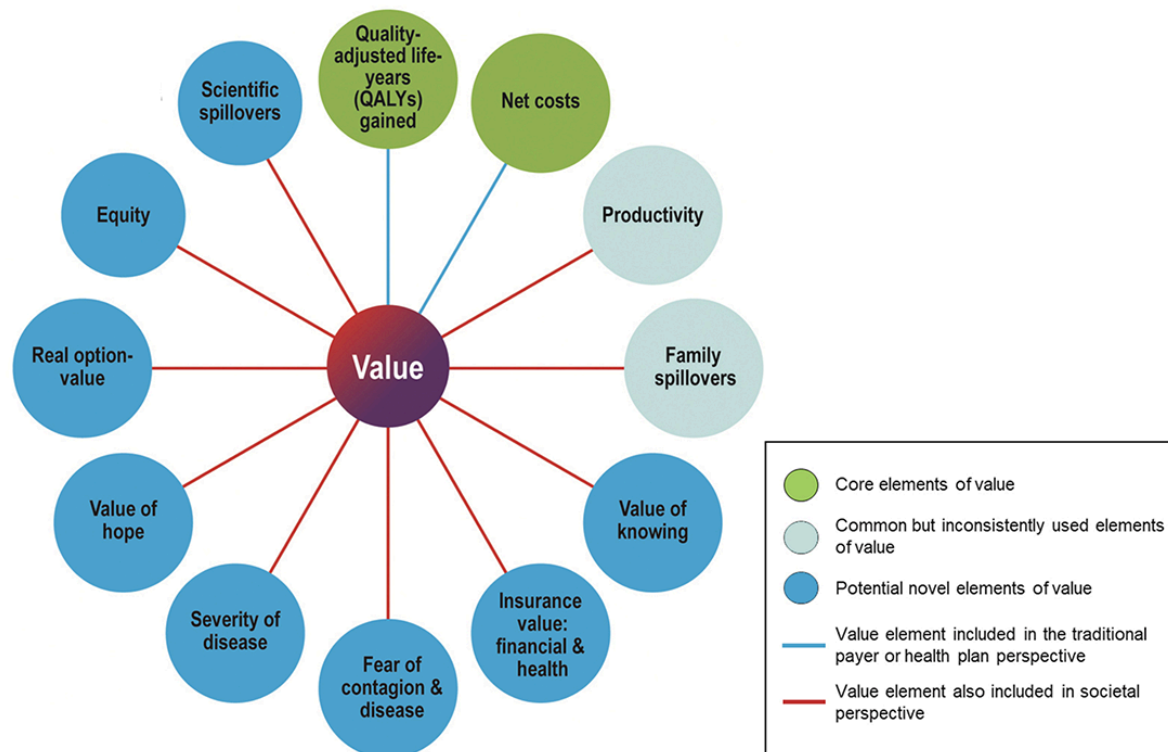 Quality-
adjusted life-
years
(QALYs)
gained
Net costs
Productivity
Family
spillovers
Value of
knowing
Insurance
value:
financial &
health
Fear of
contagion &
disease
Severity of
disease
Value of
hope
Real option-
value
Equity
Scientific
spillovers
Value
Core elements of value
Common but inconsistently used elements
of value
Potential novel elements of value
Value element included in the traditional
payer or health plan perspective
Value element also included in societal
perspective